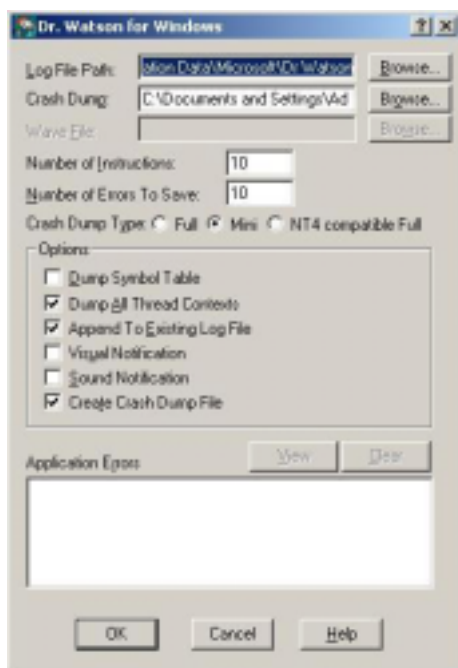 Dr. Watson for Windows
Log File Path: ation Data\Microsoft\Dr Watson Browse...
Crash Dump: C:\Documents and Settings\Ad Browse...
Wave File: Browse...
Number of Instructions: 10
Number of Errors To Save: 10
Crash Dump Type: Full Mini NT4 compatible Full
Options
Dump Symbol Table
Dump All Thread Contexts
Append To Existing Log File
Visual Notification
Sound Notification
Create Crash Dump File
Application Errors View Clear
OK Cancel Help